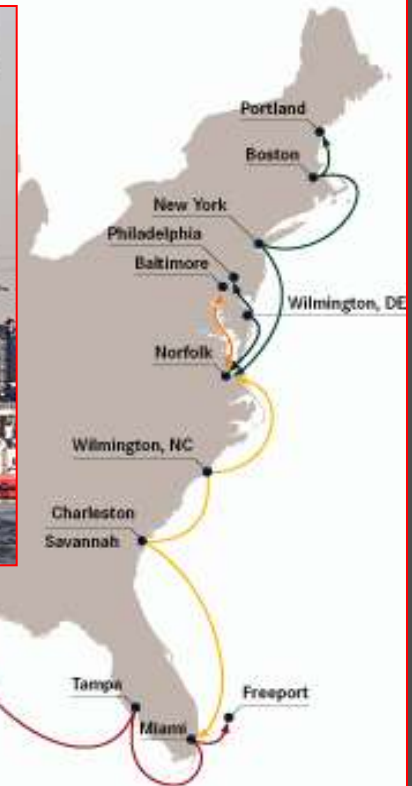 Portland
Boston
New York
Philadelphia
Baltimore
Wilmington, DE
Norfolk
Wilmington, NC
Charleston
Savannah
Tampa
Freeport
Miami